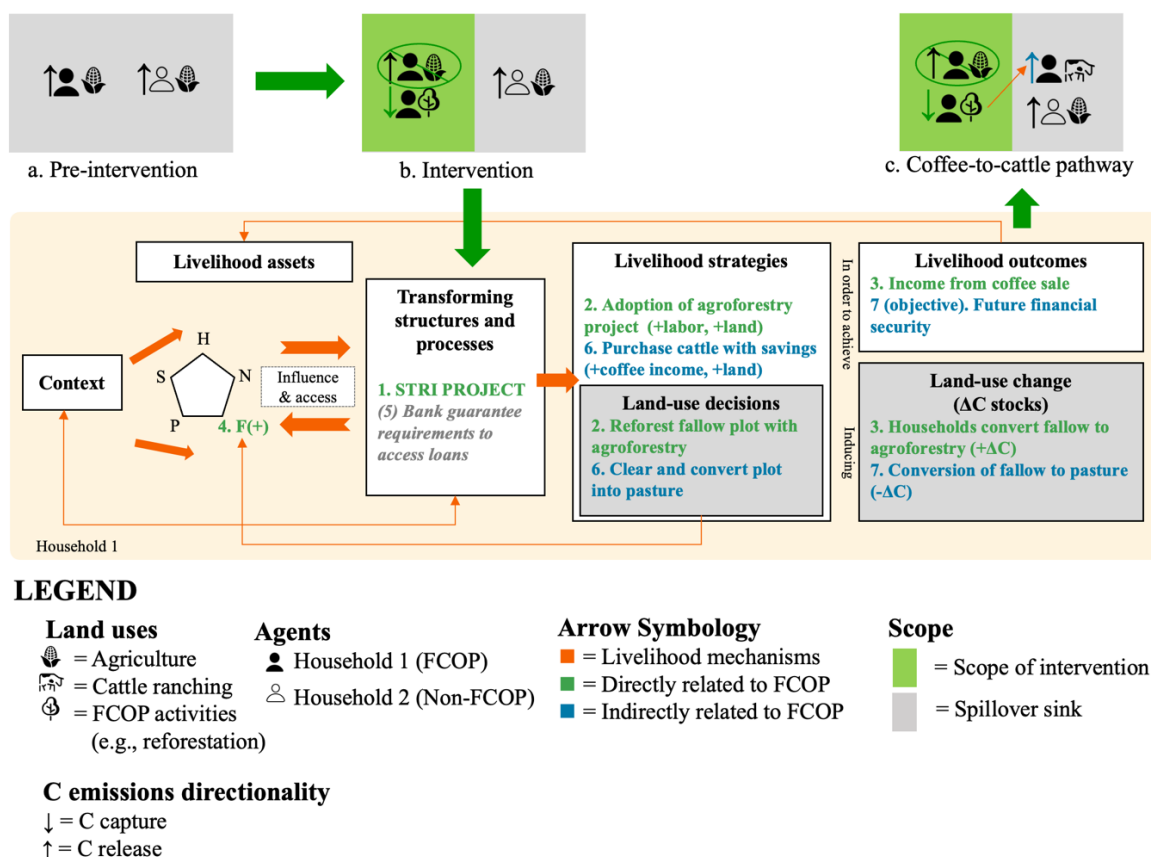 a. Pre-intervention
b. Intervention
c. Coffee-to-cattle pathway
Livelihood assets
Context
H
S
N
P
4. F(+)
Influence
& access
Transforming
structures and
processes
1. STRI PROJECT
(5) Bank guarantee
requirements to
access loans
Livelihood strategies
2. Adoption of agroforestry
project (+labor, +land)
6. Purchase cattle with savings
(+coffee income, +land)
Land-use decisions
2. Reforest fallow plot with
agroforestry
6. Clear and convert plot
into pasture
In order to achieve
Inducing
Livelihood outcomes
3. Income from coffee sale
7 (objective). Future financial
security
Land-use change
(ΔC stocks)
3. Households convert fallow to
agroforestry (+ΔC)
7. Conversion of fallow to pasture
(-ΔC)
Household 1
LEGEND
Land uses
= Agriculture
= Cattle ranching
= FCOP activities
(e.g., reforestation)
Agents
Household 1 (FCOP)
Household 2 (Non-FCOP)
Arrow Symbology
= Livelihood mechanisms
= Directly related to FCOP
= Indirectly related to FCOP
Scope
= Scope of intervention
= Spillover sink
C emissions directionality
↓ = C capture
↑ = C release